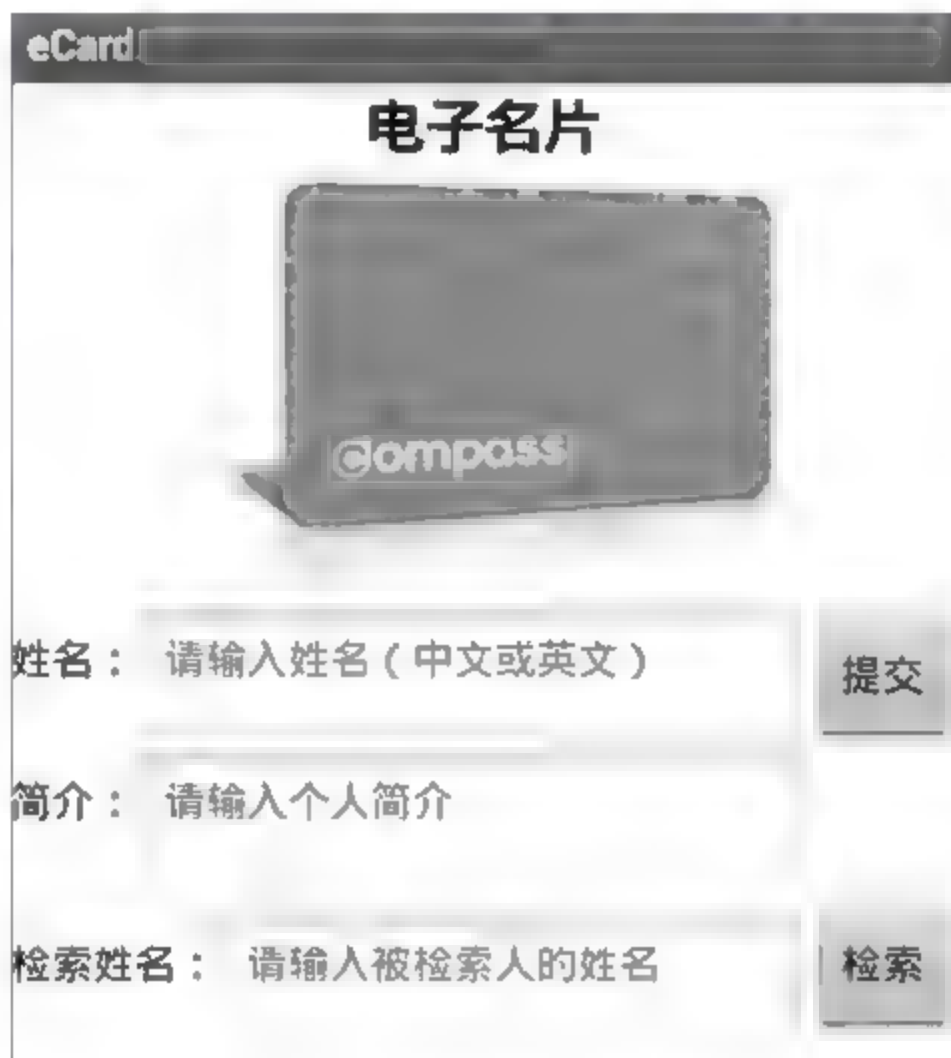 eCard
电子名片
@ompass
姓名： 请输入姓名（中文或英文） 提交
简介： 请输入个人简介
检索姓名： 请输入被检索人的姓名 检索